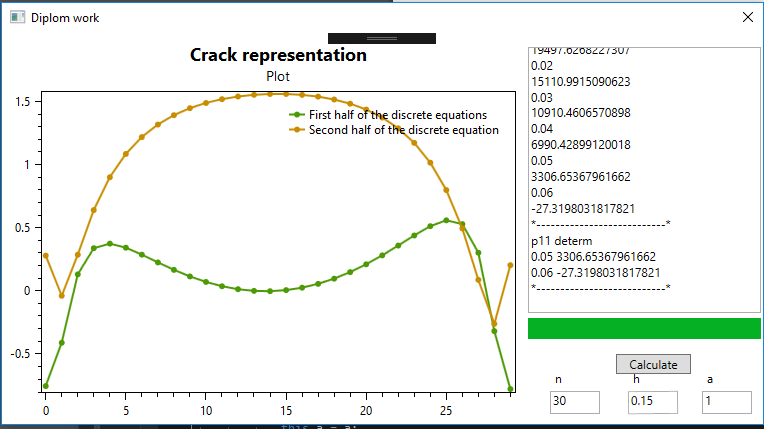 Diplom work
Crack representation
Plot
1.5
1
0.5
0
-0.5
0
5
10
15
20
25
First half of the discrete equations
Second half of the discrete equation
19497.6268227307
0.02
15110.9915090623
0.03
10910.4606570898
0.04
6990.42899120018
0.05
3306.65367961662
0.06
-27.3198031817821
*---------------------------*
p11 determ
0.05 3306.65367961662
0.06 -27.3198031817821
*---------------------------*
Calculate
n h a
30 0.15 1
this.a = a;